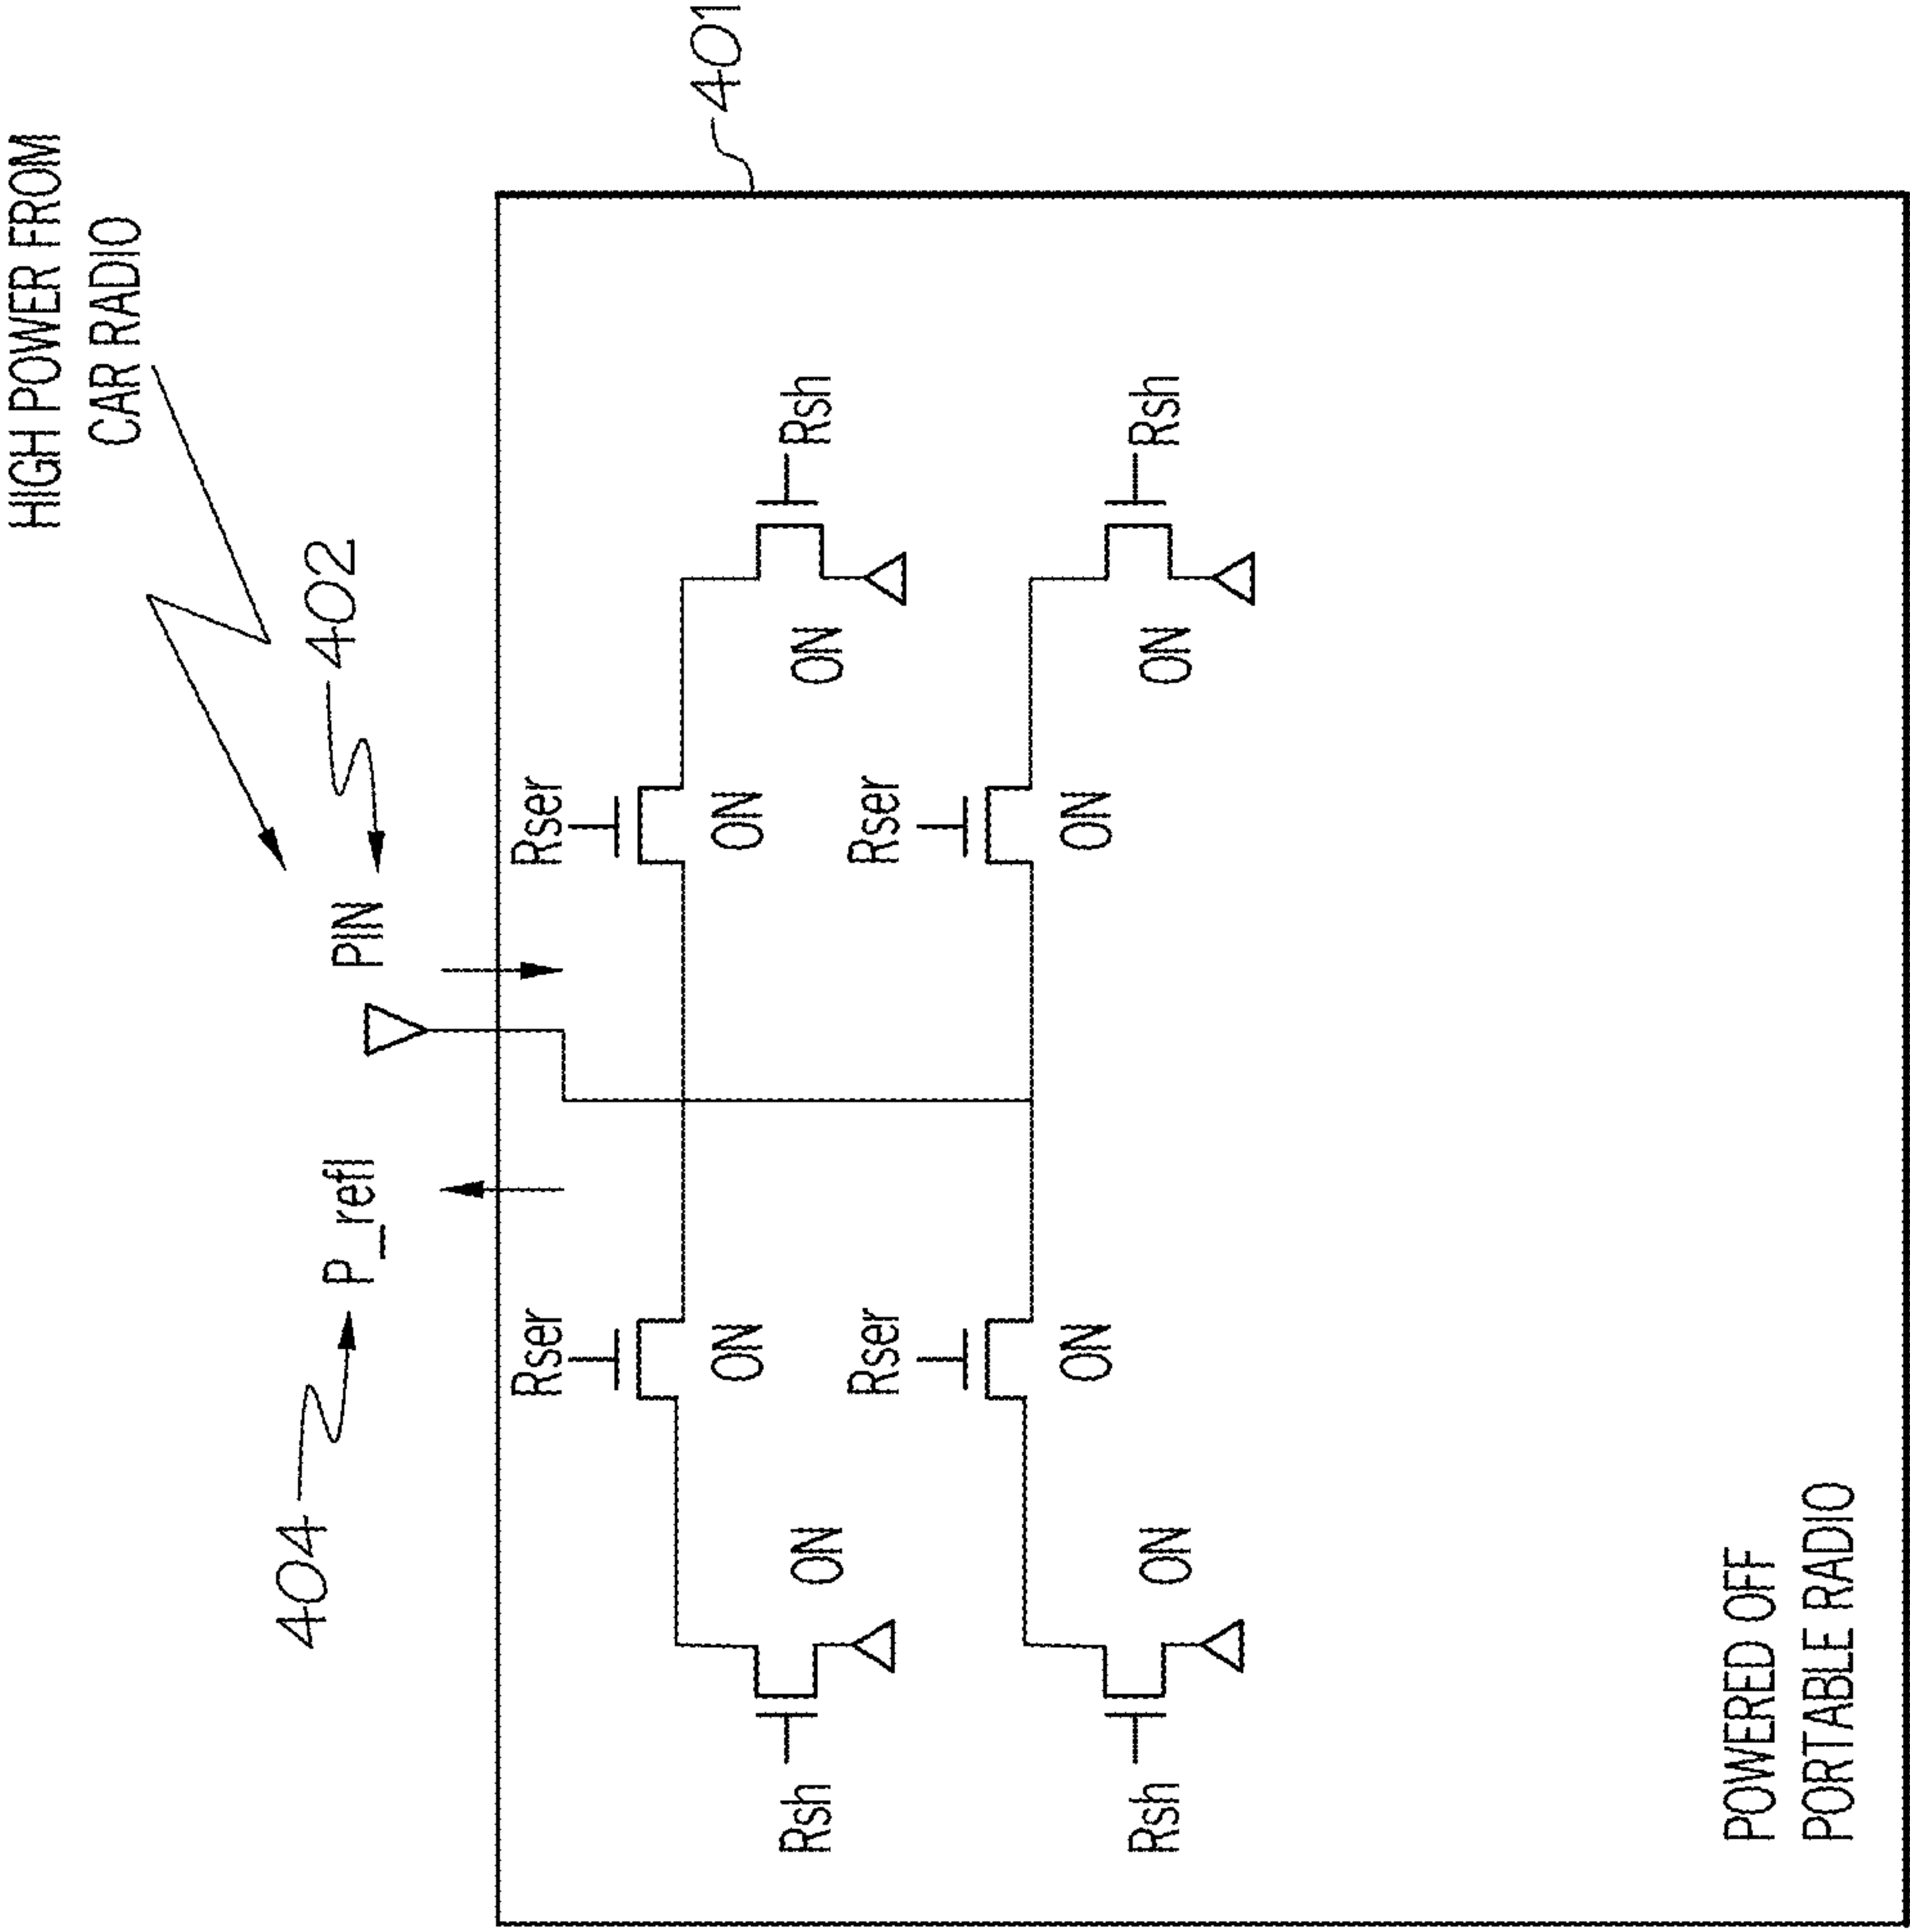 HIGH POWER FROM
CAR RADIO
404
P_refl
PIN
402
401
Rser
Rser
ON
ON
Rsh
ON
ON
Rsh
Rser
Rser
ON
ON
Rsh
ON
ON
Rsh
POWERED OFF
PORTABLE RADIO